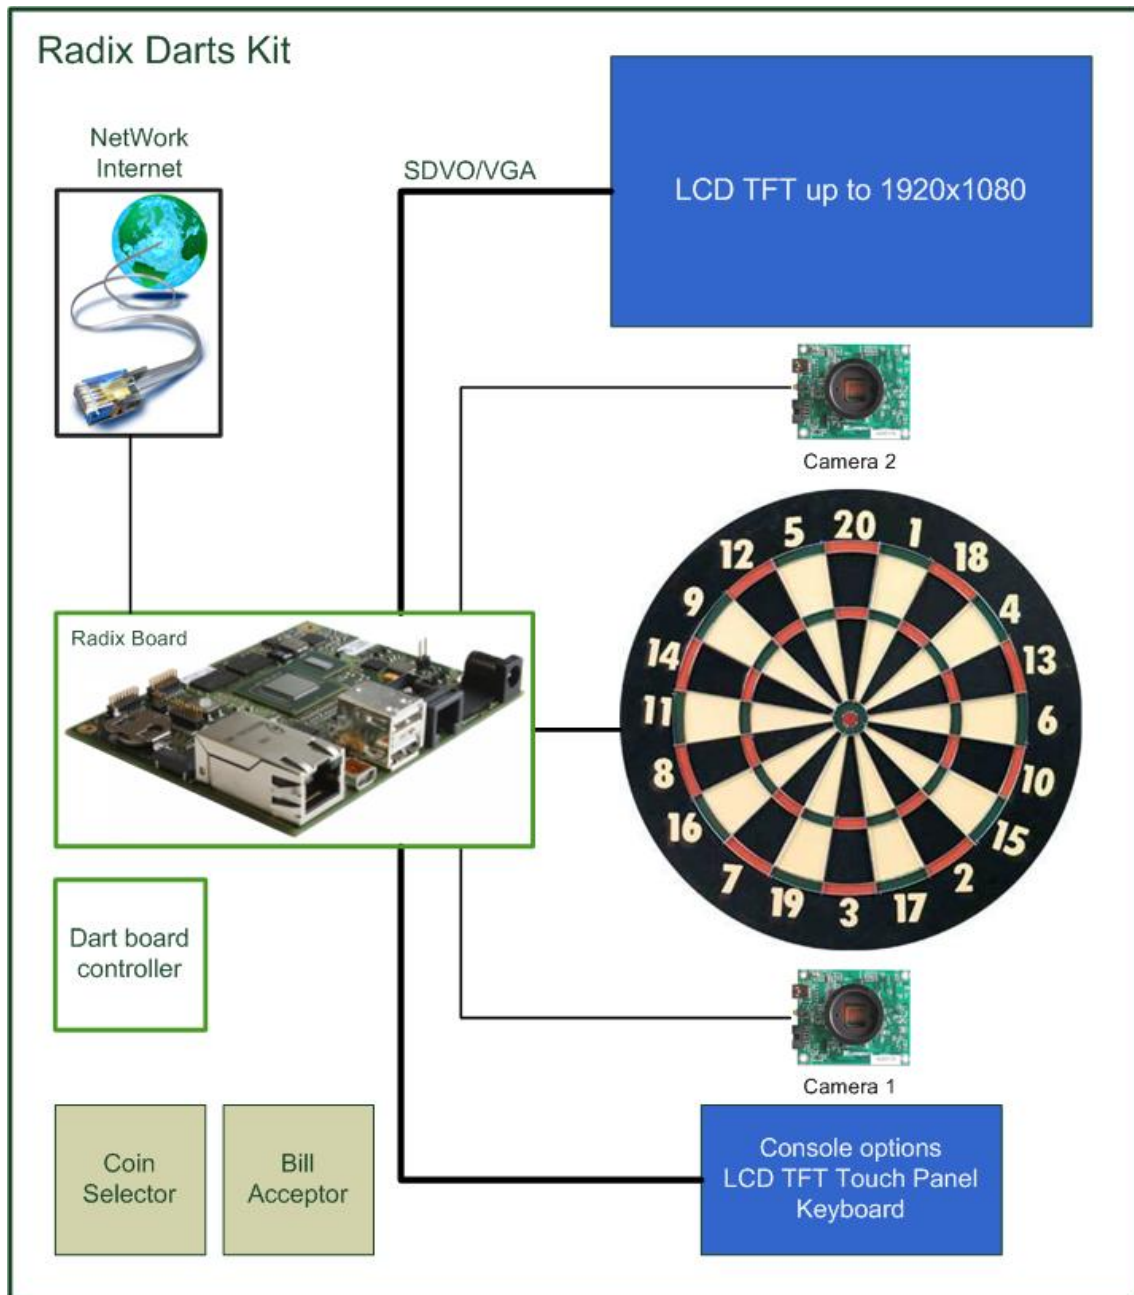 Radix Darts Kit
NetWork
Internet
SDVO/VGA
LCD TFT up to 1920x1080
Camera 2
20
1
18
4
13
6
10
15
2
17
3
19
7
16
8
11
14
9
12
5
Radix Board
Dart board
controller
Camera 1
Coin
Selector
Bill
Acceptor
Console options
LCD TFT Touch Panel
Keyboard